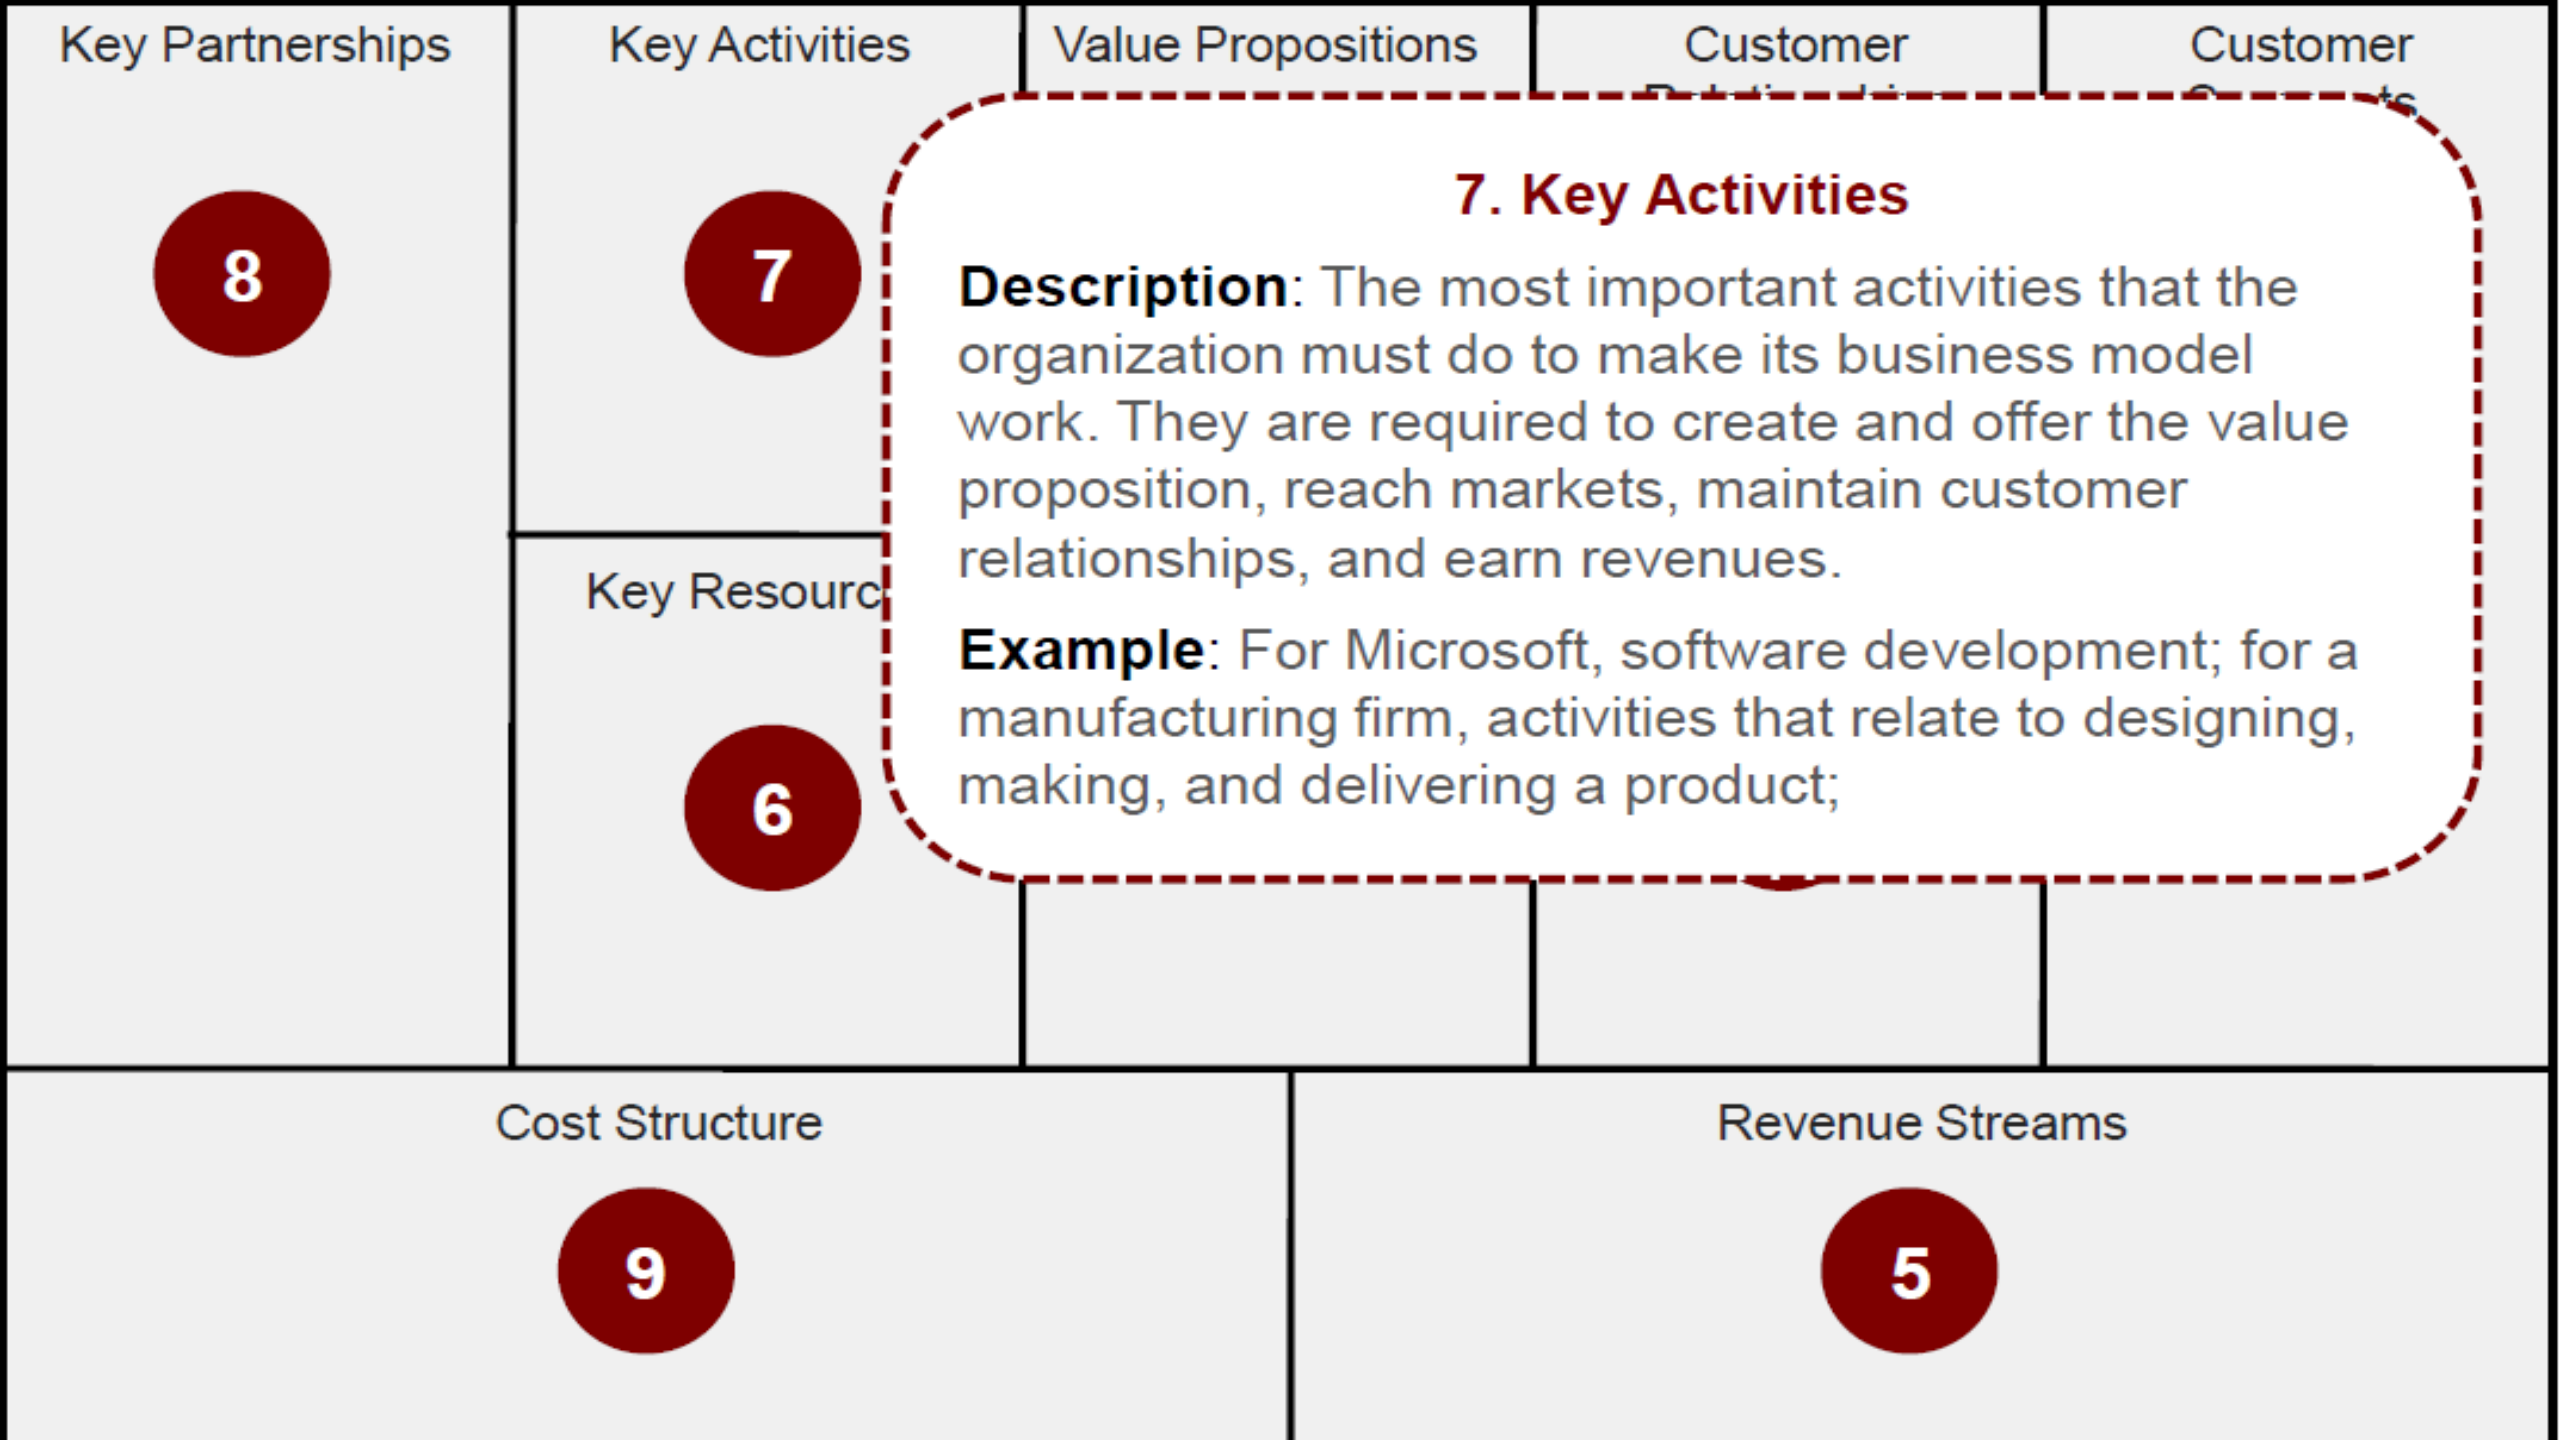 Key Partnerships
Key Activities
Value Propositions
Customer
Customer
8
7
7. Key Activities
Description: The most important activities that the
organization must do to make its business model
work. They are required to create and offer the value
proposition, reach markets, maintain customer
relationships, and earn revenues.
Example: For Microsoft, software development; for a
manufacturing firm, activities that relate to designing,
making, and delivering a product;
Key Resourc
6
Cost Structure
9
Revenue Streams
5